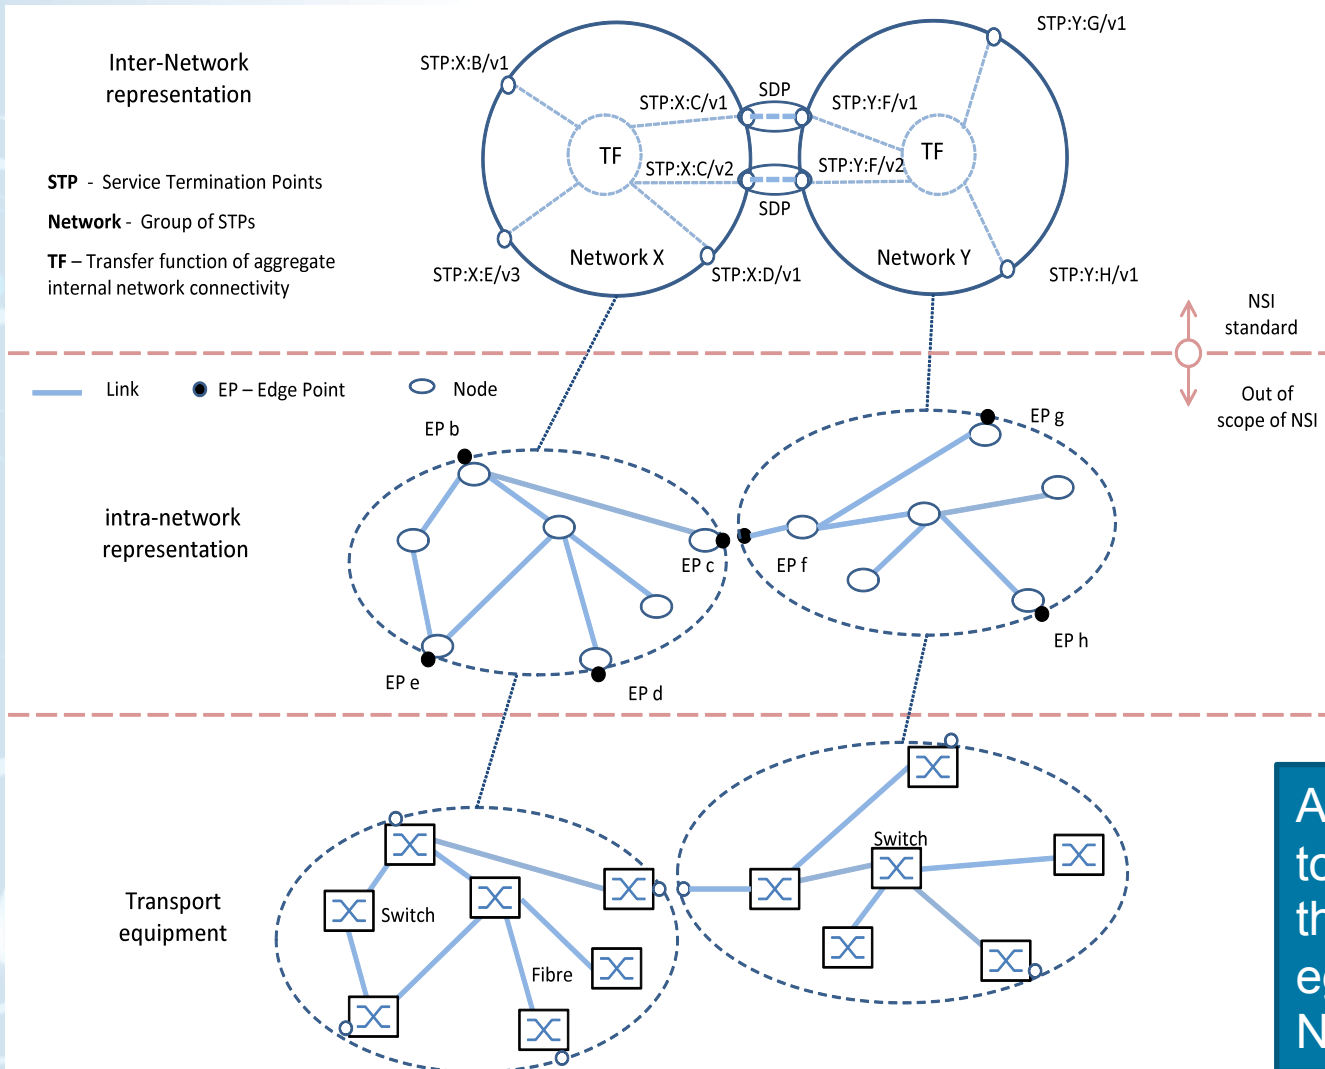 Inter-Network
representation
STP - Service Termination Points
Network - Group of STPs
TF – Transfer function of aggregate
internal network connectivity
STP:X:B/v1
STP:X:C/v1
SDP
STP:Y:F/v1
STP:Y:G/v1
TF
TF
STP:X:C/v2
STP:Y:F/v2
SDP
Network X
Network Y
STP:X:E/v3
STP:X:D/v1
STP:Y:H/v1
NSI
standard
Out of
scope of NSI
Link
EP – Edge Point
Node
EP b
EP g
intra-network
representation
EP c
EP f
EP e
EP d
EP h
Transport
equipment
Switch
Fibre
Switch